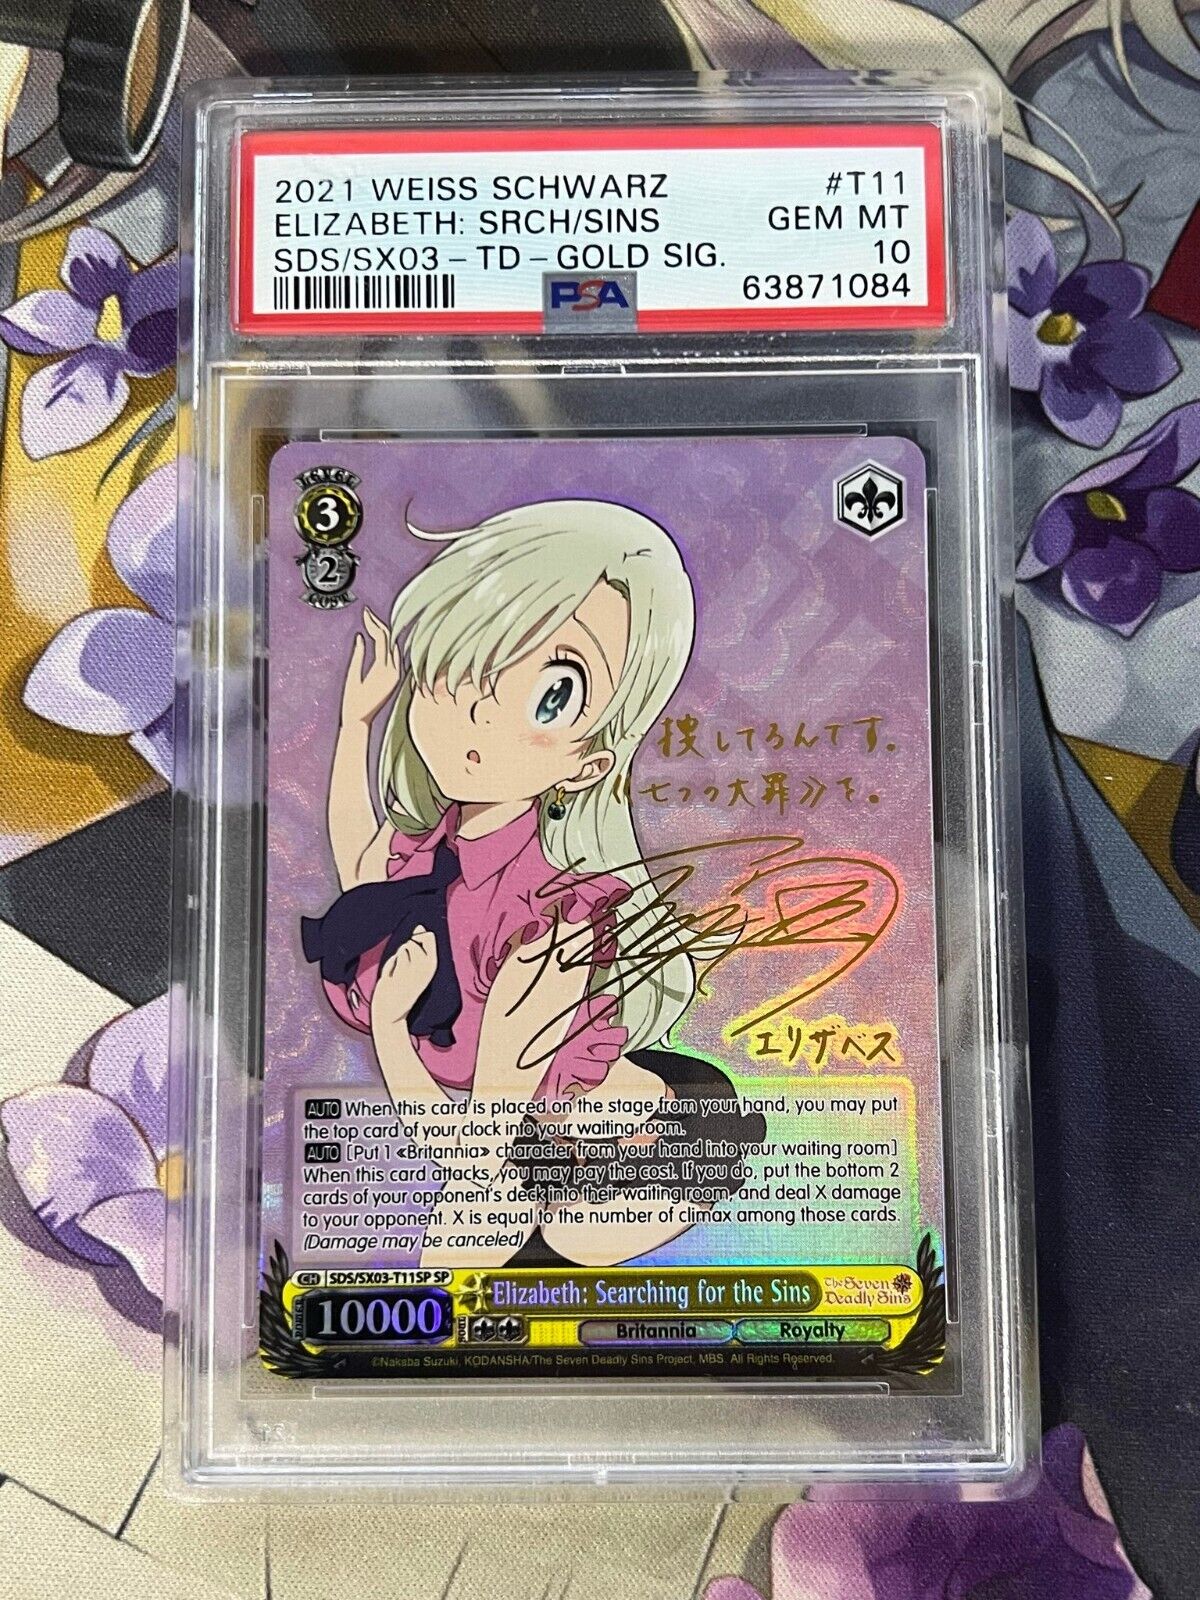 2021 WEISS SCHWARZ #T11
ELIZABETH: SRCH/SINS GEM MT
SDS/SX03-TD-GOLD SIG. 10
PSA 63871084
LEVEL
3
2
COST
捜してるんです。
《七つの大罪》を。
エリザベス
AUTO When this card is placed on the stage from your hand, you may put
the top card of your clock into your waiting room.
AUTO [Put 1 «Britannia» character from your hand into your waiting room]
When this card attacks, you may pay the cost. If you do, put the bottom 2
cards of your opponent's deck into their waiting room, and deal X damage
to your opponent. X is equal to the number of climax among those cards.
(Damage may be canceled)
CH SDS/SX03-T11SP SP
Elizabeth: Searching for the Sins
The Seven
Deadly Sins
POWER 10000 SOUL
Britannia Royalty
©Nakaba Suzuki, KODANSHA/The Seven Deadly Sins Project, MBS. All Rights Reserved.